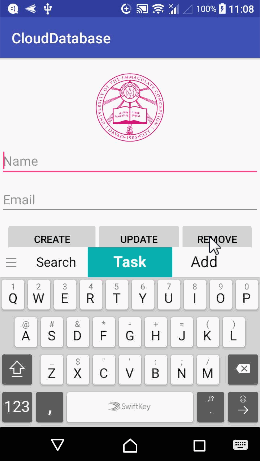 100% 11:08
CloudDatabase
Name
Email
CREATE UPDATE REMOVE
Search Task Add
1 2 3 4 5 6 7 8 9 0
Q W E R T Y U I O P
@ # & * - + = ( )
A S D F G H J K L
Z X C V B N M
123 , SwiftKey .